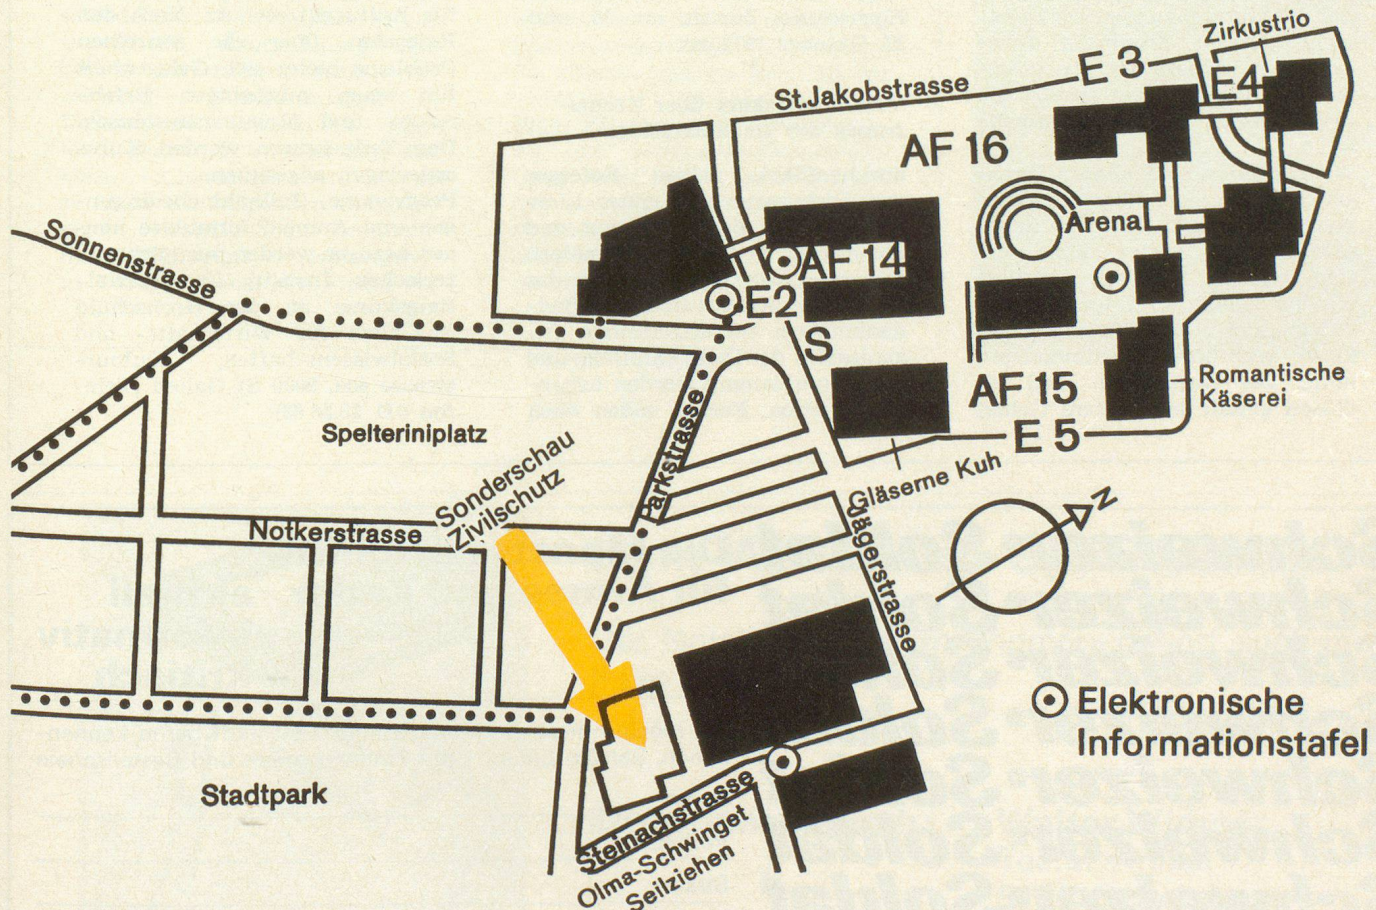 Zirkustrio
E 3
E4
St.Jakobstrasse
AF 16
Arena
Sonnenstrasse
AF 14
E2
S
Romantische
Käserei
AF 15
E 5
Spelteriniplatz
Parkstrasse
Sonderschau
Zivilschutz
Gläserne Kuh
N
Notkerstrasse
Jägerstrasse
Elektronische
Informationstafel
Stadtpark
Steinachstrasse
Olma-Schwinget
Seilziehen